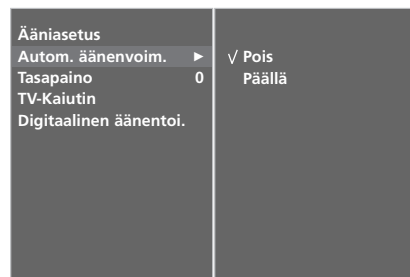 Ääniasetus
Autom. äänenvoim. ►
Tasapaino 0
TV-Kaiutin
Digitaalinen äänentoi.
√ Pois
Päällä